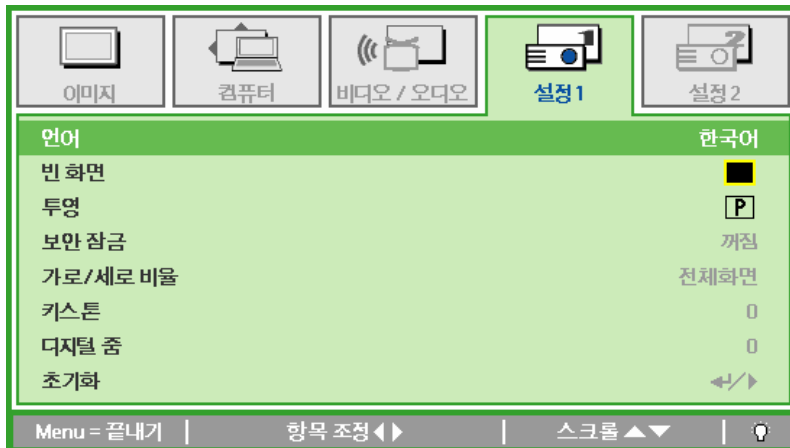 이미지
컴퓨터
비디오 / 오디오
1
설정 1
2
설정 2
언어 한국어
빈 화면
투영 P
보안 잠금 꺼짐
가로/세로 비율 전체화면
키스톤 0
디지털 줌 0
초기화 /
Menu = 끝내기 항목 조정 스크롤